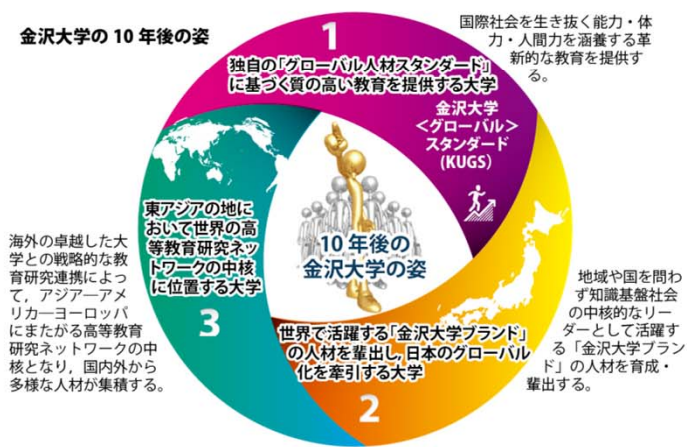 金沢大学の 10 年後の姿
1
独自の「グローバル人材スタンダード」
に基づく質の高い教育を提供する大学
金沢大学
<グローバル>
スタンダード
(KUGS)
国際社会を生き抜く能力・体
力・人間力を涵養する革
新的な教育を提供す
る。
10 年後の
金沢大学の姿
世界で活躍する「金沢大学ブランド」
の人材を輩出し,日本のグローバル
化を牽引する大学
2
地域や国を問わ
ず知識基盤社会
の中核的なリー
ダーとして活躍す
る「金沢大学ブラン
ド」の人材を育成・
輩出する。
東アジアの地に
おいて世界の高
等教育研究ネッ
トワークの中核
に位置する大学
3
海外の卓越した大
学との戦略的な教
育研究連携によっ
て，アジア―アメ
リカ―ヨーロッパ
にまたがる高等教育
研究ネットワークの中
核となり，国内外から
多様な人材が集積する。